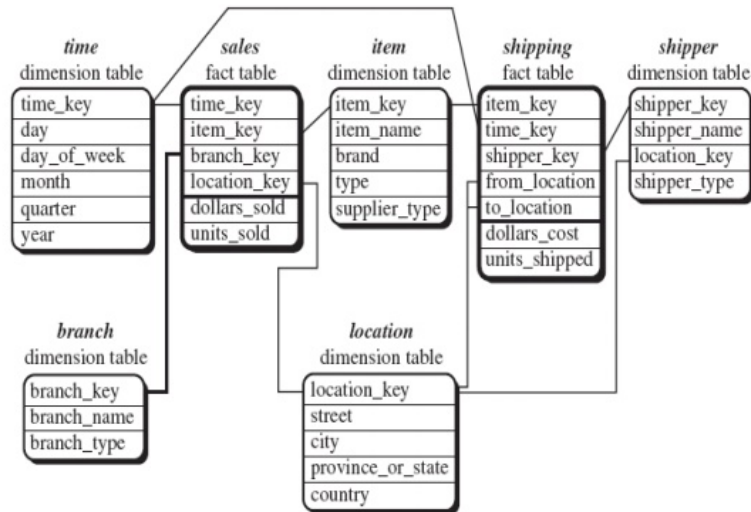 time
dimension table
time_key
day
day_of_week
month
quarter
year
sales
fact table
time_key
item_key
branch_key
location_key
dollars_sold
units_sold
item
dimension table
item_key
item_name
brand
type
supplier_type
shipping
fact table
item_key
time_key
shipper_key
from_location
to_location
dollars_cost
units_shipped
shipper
dimension table
shipper_key
shipper_name
location_key
shipper_type
branch
dimension table
branch_key
branch_name
branch_type
location
dimension table
location_key
street
city
province_or_state
country